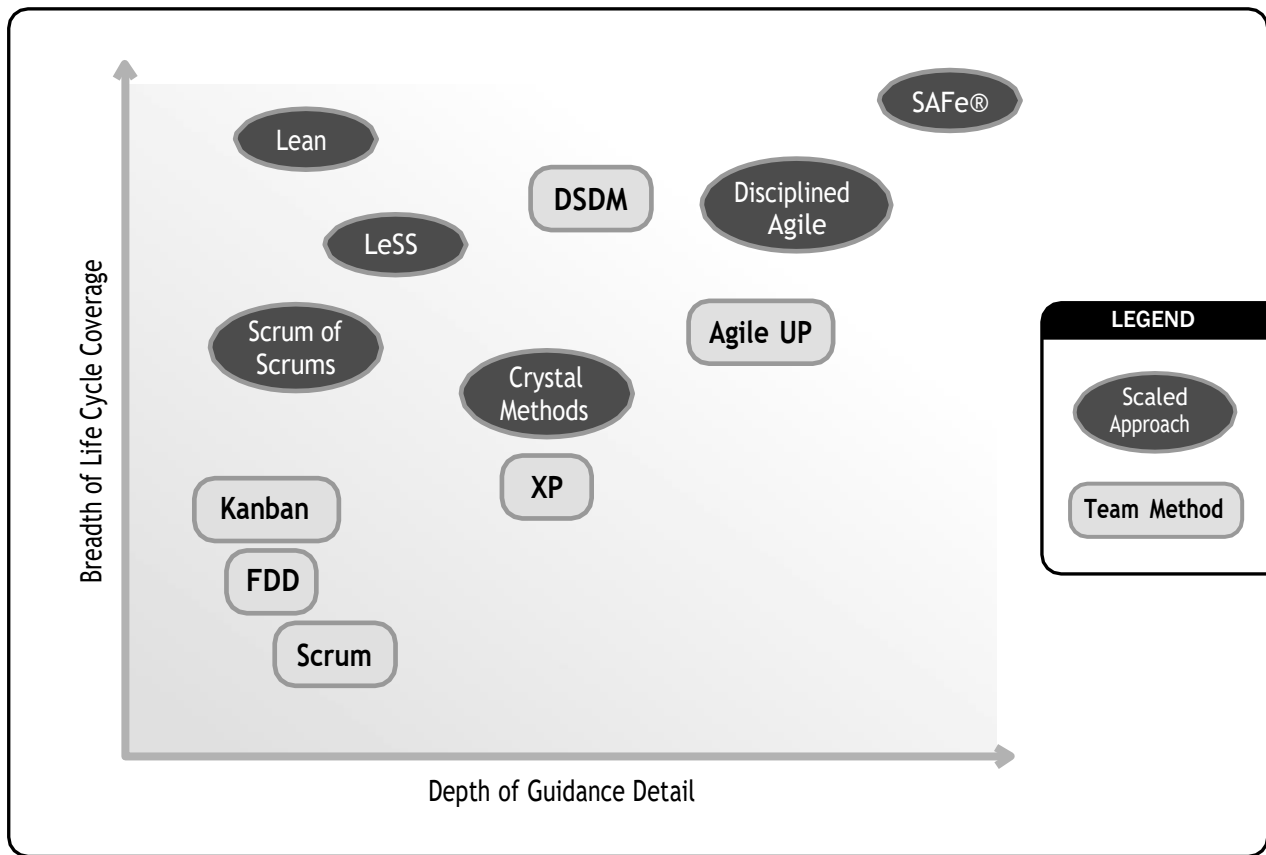 SAFe®
Lean
DSDM
Disciplined
Agile
LeSS
Scrum of
Scrums
Agile UP
Crystal
Methods
XP
Kanban
FDD
Scrum
Breadth of Life Cycle Coverage
Depth of Guidance Detail
LEGEND
Scaled
Approach
Team Method